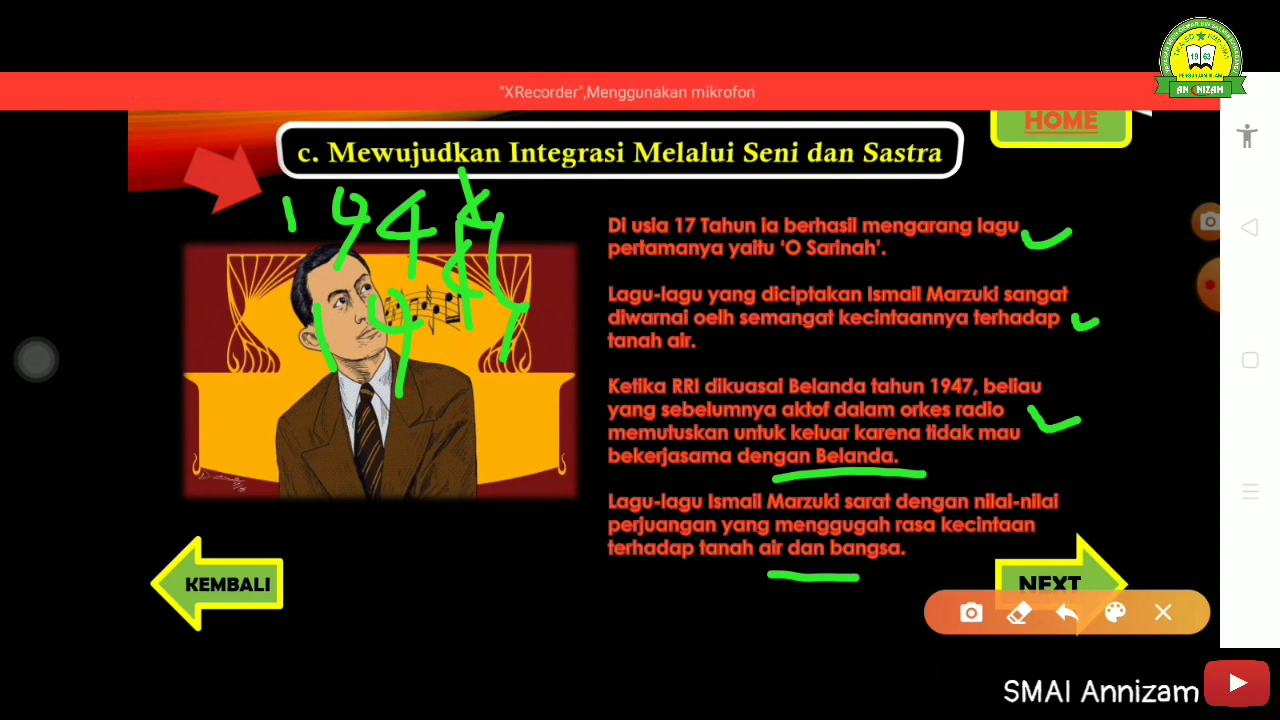 "XRecorder",Menggunakan mikrofon
1963
AN NIZAM
HOME
c. Mewujudkan Integrasi Melalui Seni dan Sastra
194
Di usia 17 Tahun ia berhasil mengarang lagu
pertamanya yaitu ‘O Sarinah’.
Lagu-lagu yang diciptakan Ismail Marzuki sangat
diwarnai oelh semangat kecintaannya terhadap
tanah air.
Ketika RRI dikuasai Belanda tahun 1947, beliau
yang sebelumnya aktof dalam orkes radio
memutuskan untuk keluar karena tidak mau
bekerjasama dengan Belanda.
Lagu-lagu Ismail Marzuki sarat dengan nilai-nilai
perjuangan yang menggugah rasa kecintaan
terhadap tanah air dan bangsa.
KEMBALI
NEXT
SMAI Annizam